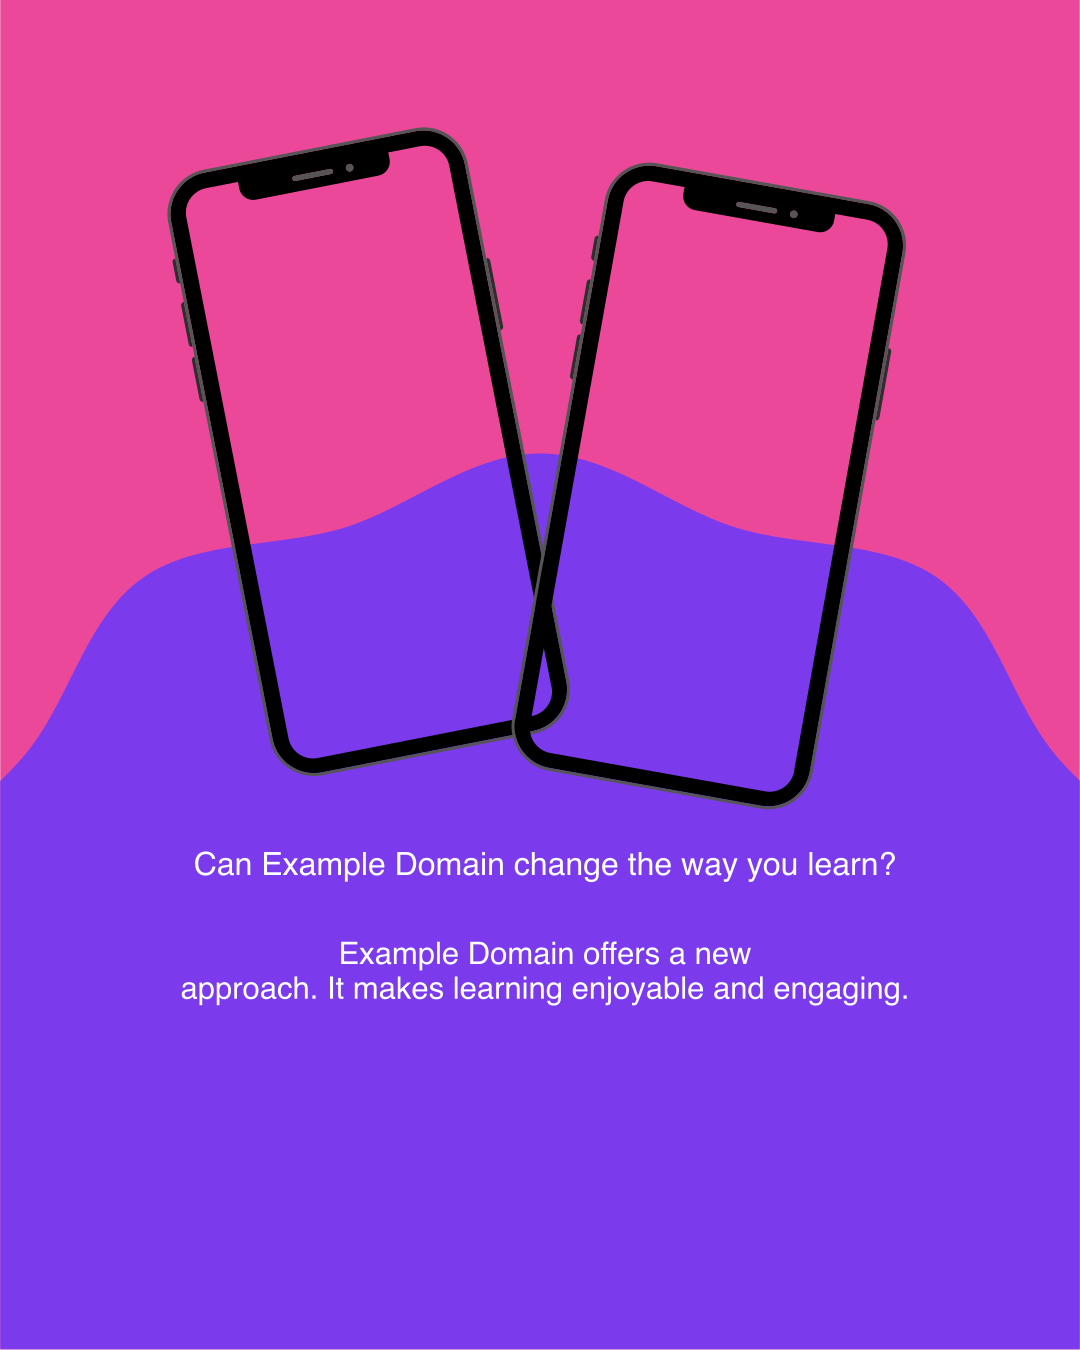 Can Example Domain change the way you learn?
Example Domain offers a new
approach. It makes learning enjoyable and engaging.